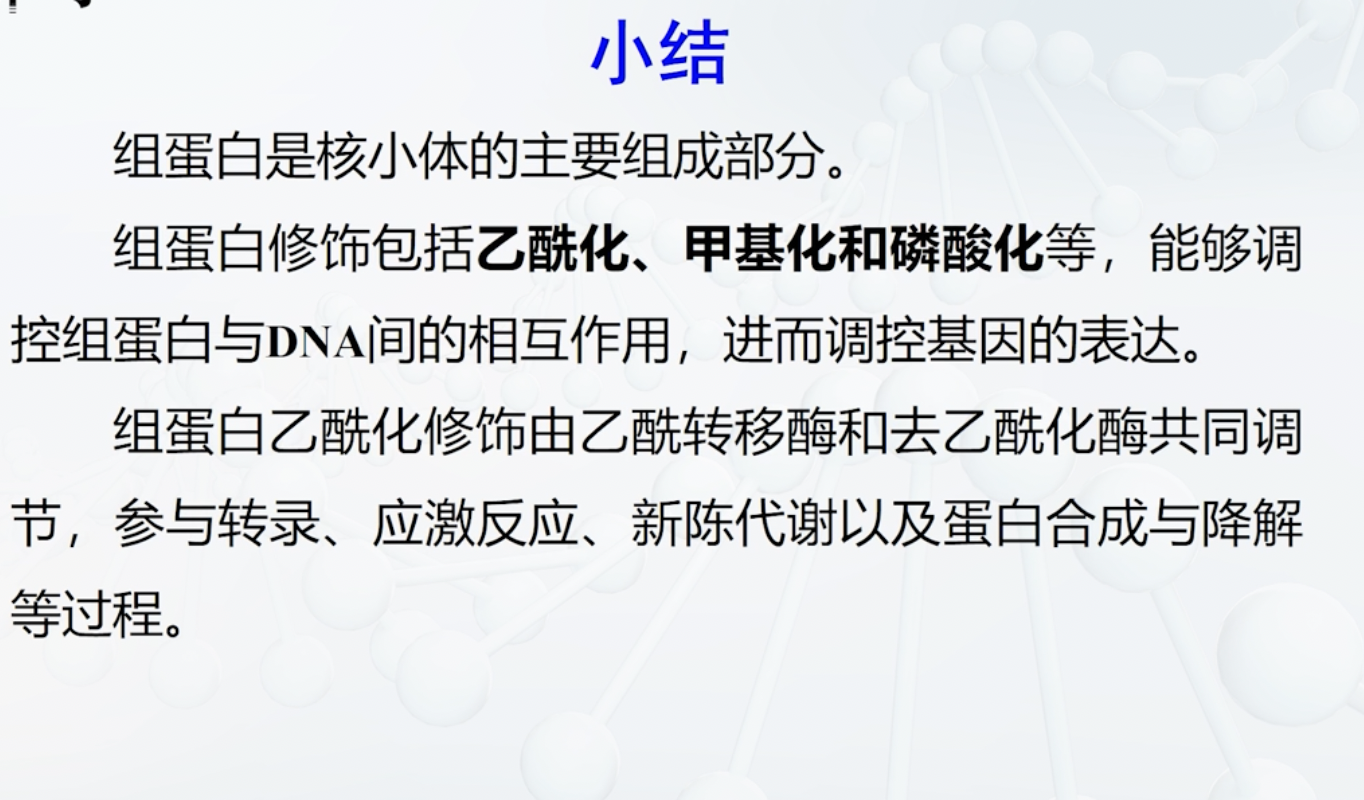 小结
组蛋白是核小体的主要组成部分。
组蛋白修饰包括乙酰化、甲基化和磷酸化等，能够调
控组蛋白与DNA间的相互作用，进而调控基因的表达。
组蛋白乙酰化修饰由乙酰转移酶和去乙酰化酶共同调
节，参与转录、应激反应、新陈代谢以及蛋白合成与降解
等过程。